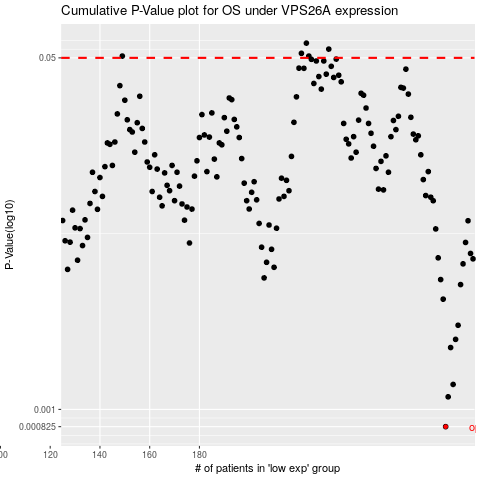 Cumulative P-Value plot for OS under VPS26A expression
P-Value(log10)
0.05
0.001
0.000825
00
140
160
180
# of patients in 'low exp' group